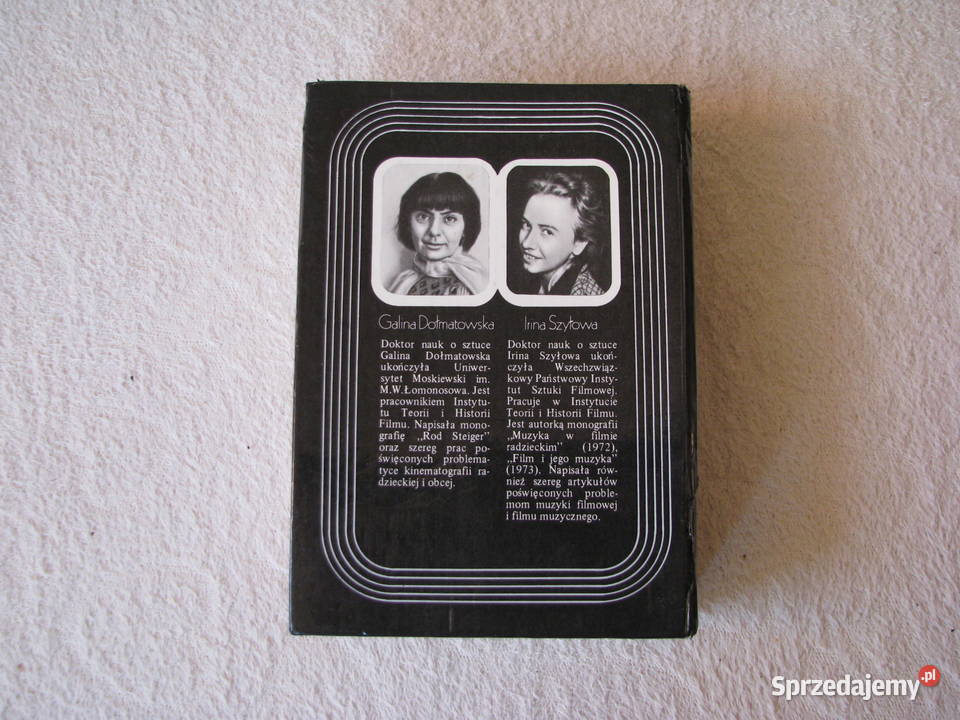 Galina Dołmatowska
Doktor nauk o sztuce
Galina Dołmatowska
ukończyła Uniwer-
sytet Moskiewski im.
M.W.Łomonosowa. Jest
pracownikiem Instytu-
tu Teorii i Historii
Filmu. Napisała mono-
grafię „Rod Steiger"
oraz szereg prac po-
święconych problema-
tyce kinematografii ra-
dzieckiej i obcej.
Irina Szyłowa
Doktor nauk o sztuce
Irina Szyłowa ukoń-
czyła Wszechzwiąz-
kowy Państwowy Insty-
tut Sztuki Filmowej.
Pracuje w Instytucie
Teorii i Historii Filmu.
Jest autorką monografii
„Muzyka w filmie
radzieckim" (1972),
„Film i jego muzyka"
(1973). Napisała rów-
nież szereg artykułów
poświęconych proble-
mom muzyki filmowej
i filmu muzycznego.
Sprzedajemy.pl